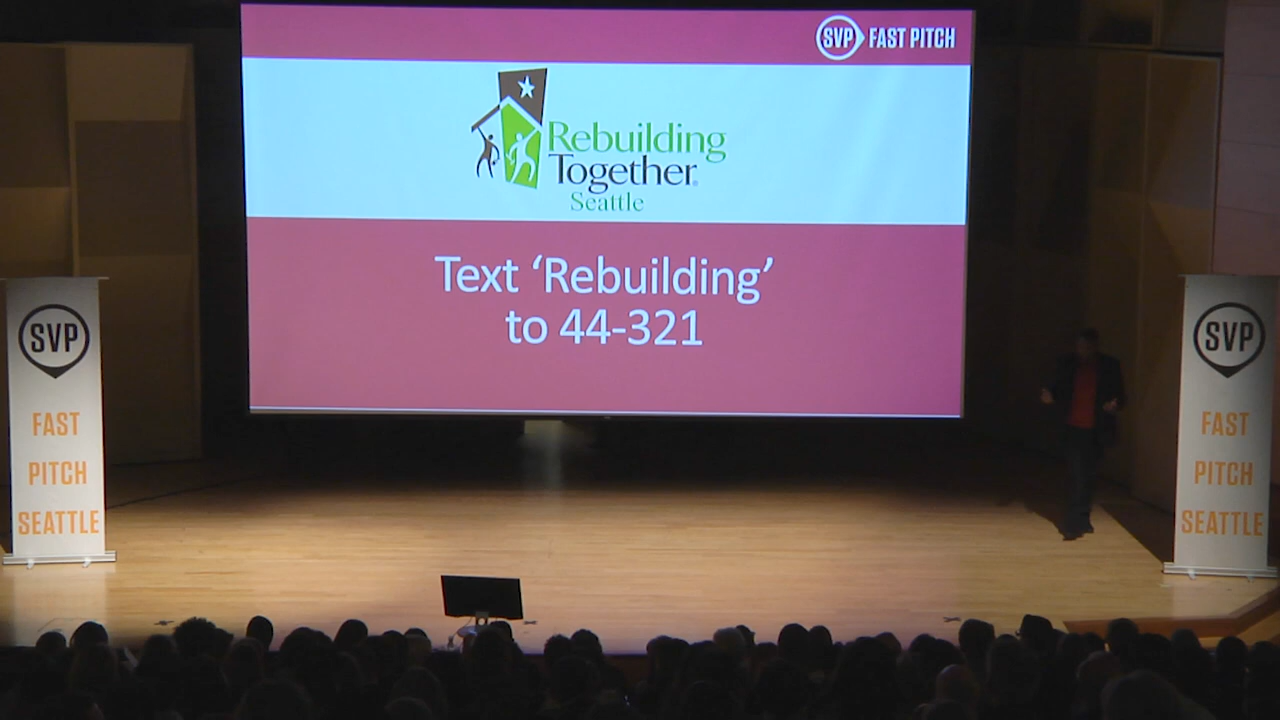 SVP FAST PITCH
Rebuilding
Together®
Seattle
Text ‘Rebuilding’
to 44-321
SVP
FAST
PITCH
SEATTLE
SVP
FAST
PITCH
SEATTLE